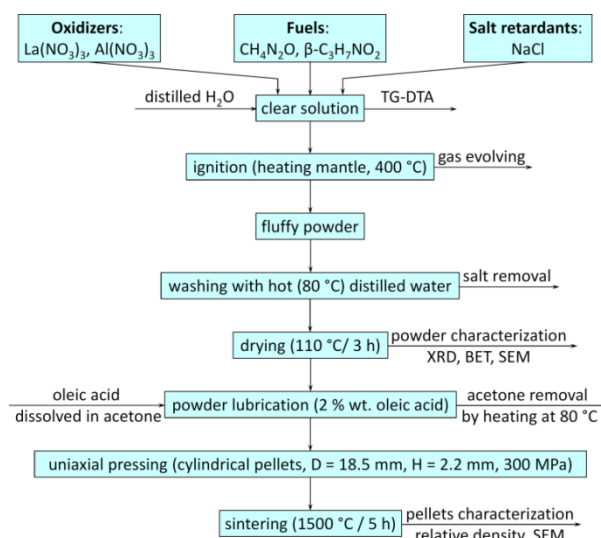 Oxidizers:
La(NO3)3, Al(NO3)3
Fuels:
CH4N2O, β-C3H7NO2
Salt retardants:
NaCl
distilled H2O
clear solution
TG-DTA
ignition (heating mantle, 400 °C)
gas evolving
fluffy powder
washing with hot (80 °C) distilled water
salt removal
drying (110 °C/ 3 h)
powder characterization
XRD, BET, SEM
oleic acid
dissolved in acetone
powder lubrication (2 % wt. oleic acid)
acetone removal
by heating at 80 °C
uniaxial pressing (cylindrical pellets, D = 18.5 mm, H = 2.2 mm, 300 MPa)
sintering (1500 °C / 5 h)
pellets characterization
relative density, SEM